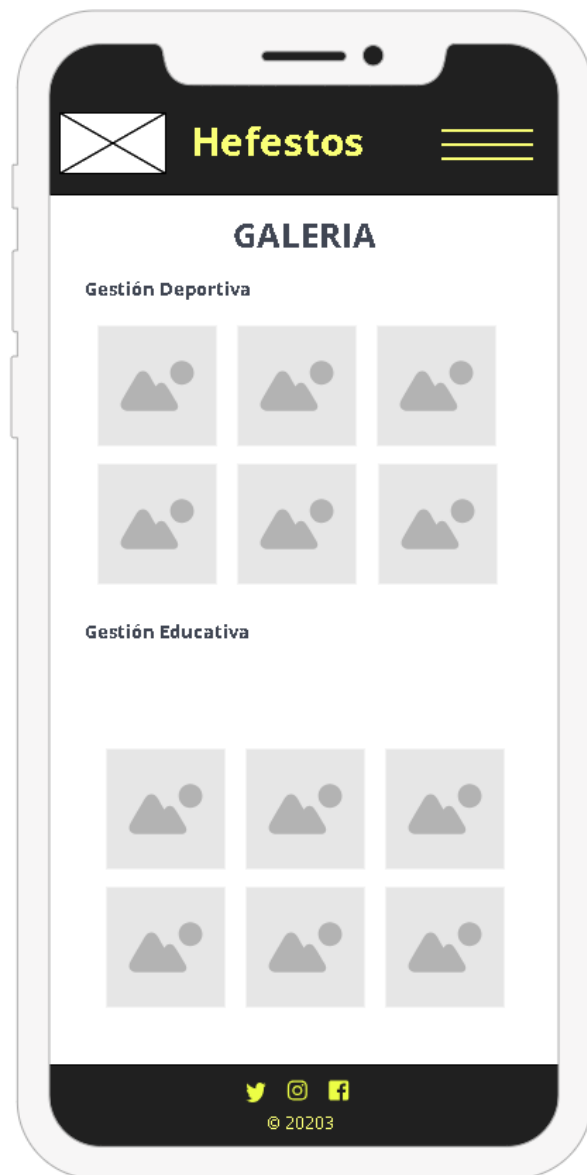 Hefestos
GALERIA
Gestión Deportiva
Gestión Educativa
© 20203